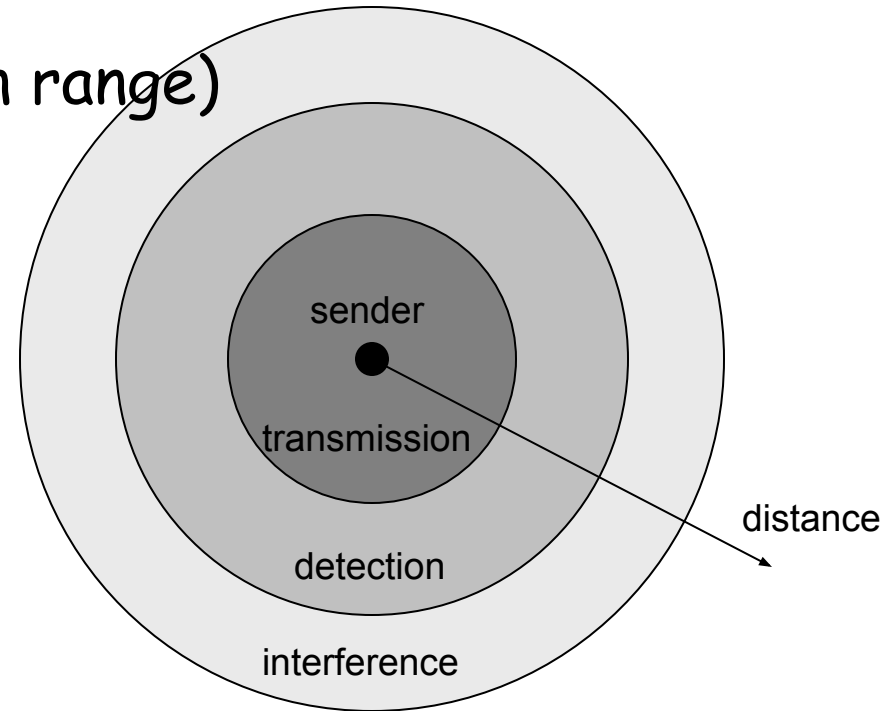 range)
sender
transmission
distance
detection
interference